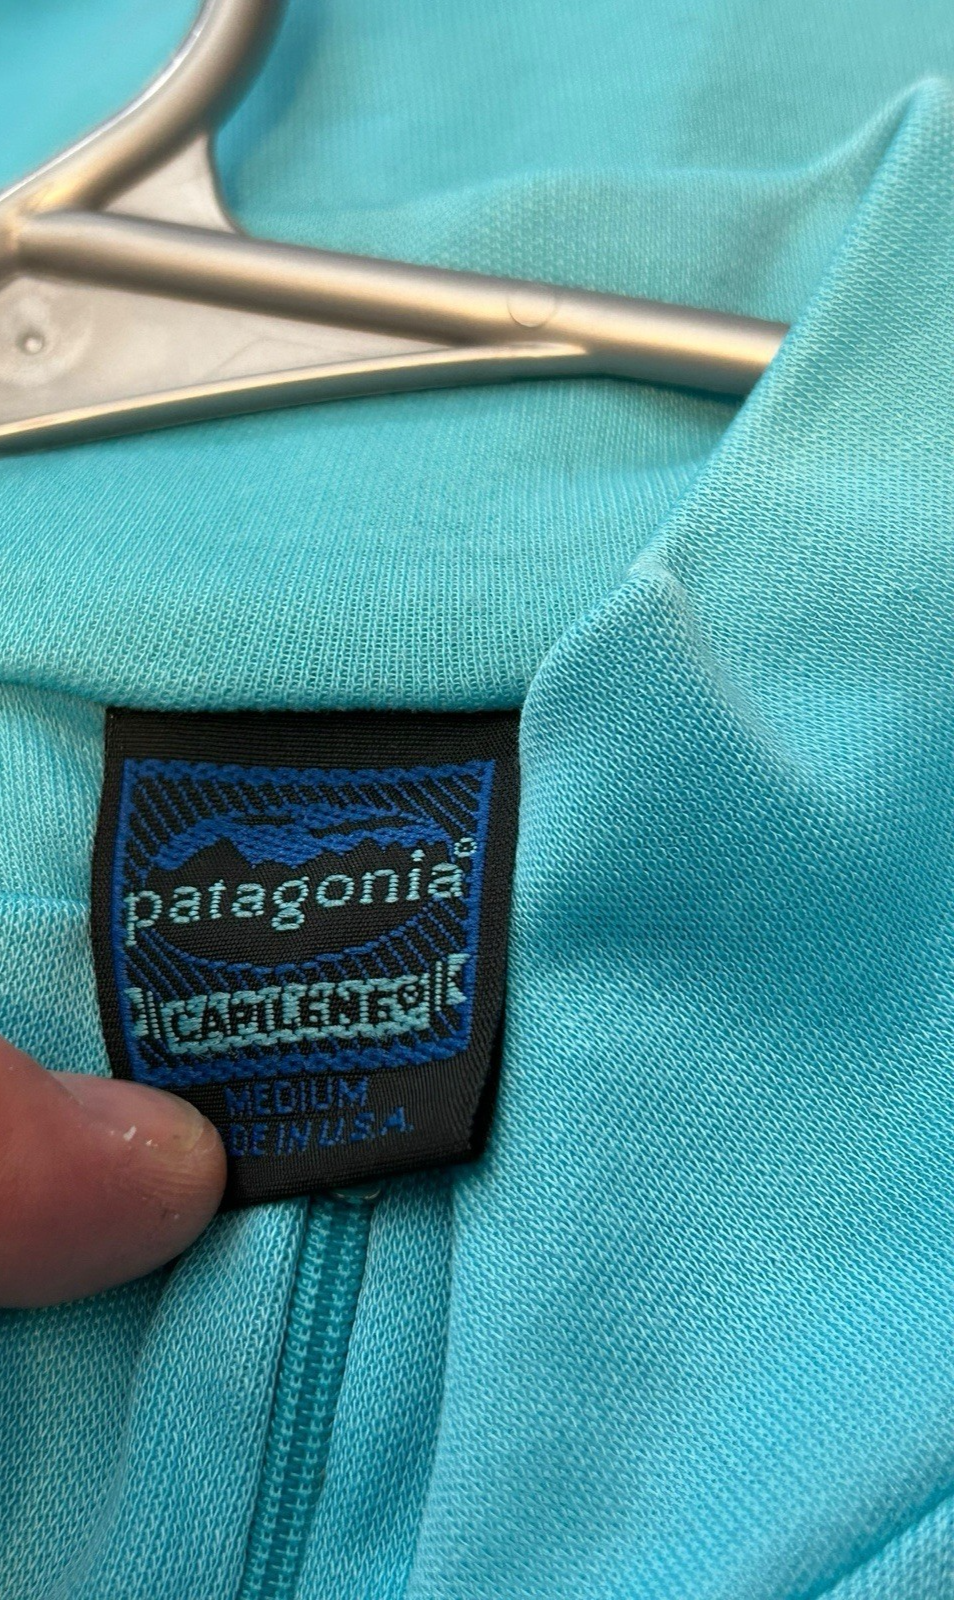 patagonia®
CAPILENE®
MEDIUM
DE IN U.S.A.